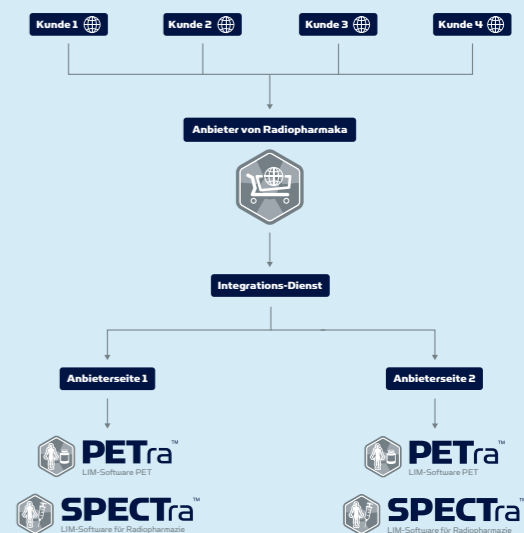 Kunde 1
Kunde 2
Kunde 3
Kunde 4
Anbieter von Radiopharmaka
Integrations-Dienst
Anbieterseite 1
Anbieterseite 2
PETra™
LIM-Software PET
PETra™
LIM-Software PET
SPECTra™
LIM-Software für Radiopharmazie
SPECTra™
LIM-Software für Radiopharmazie